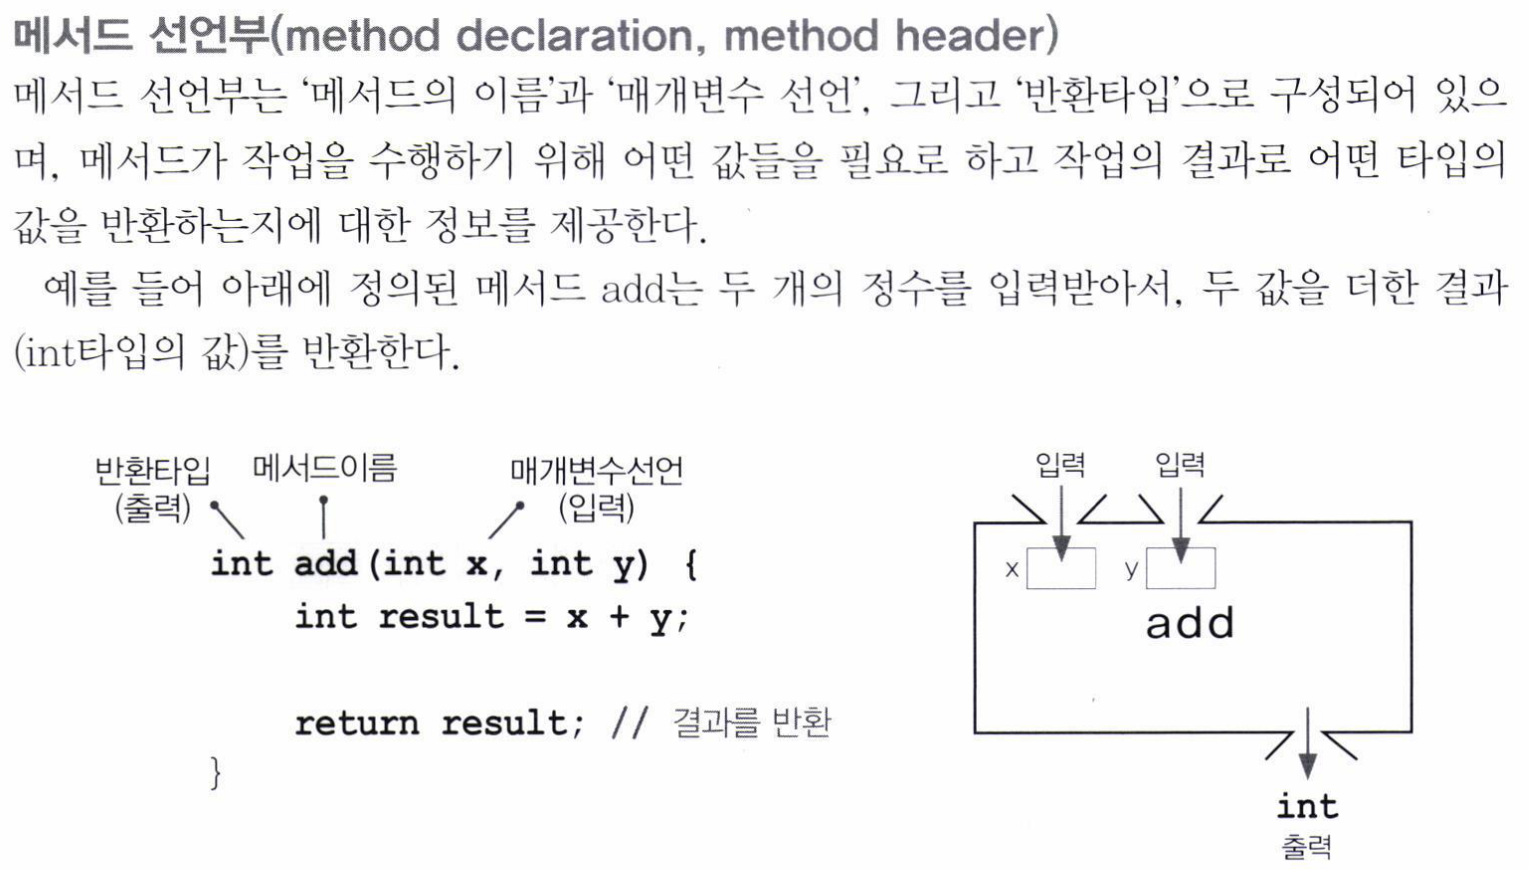 메서드 선언부(method declaration, method header)
메서드 선언부는 ‘메서드의 이름’과 ‘매개변수 선언’, 그리고 ‘반환타입’으로 구성되어 있으
며, 메서드가 작업을 수행하기 위해 어떤 값들을 필요로 하고 작업의 결과로 어떤 타입의
값을 반환하는지에 대한 정보를 제공한다.
예를 들어 아래에 정의된 메서드 add는 두 개의 정수를 입력받아서, 두 값을 더한 결과
(int타입의 값)를 반환한다.
반환타입 메서드이름 매개변수선언
(출력) (입력)
int add(int x, int y) {
int result = x + y;
return result; // 결과를 반환
}
입력 입력
x y
add
int
출력